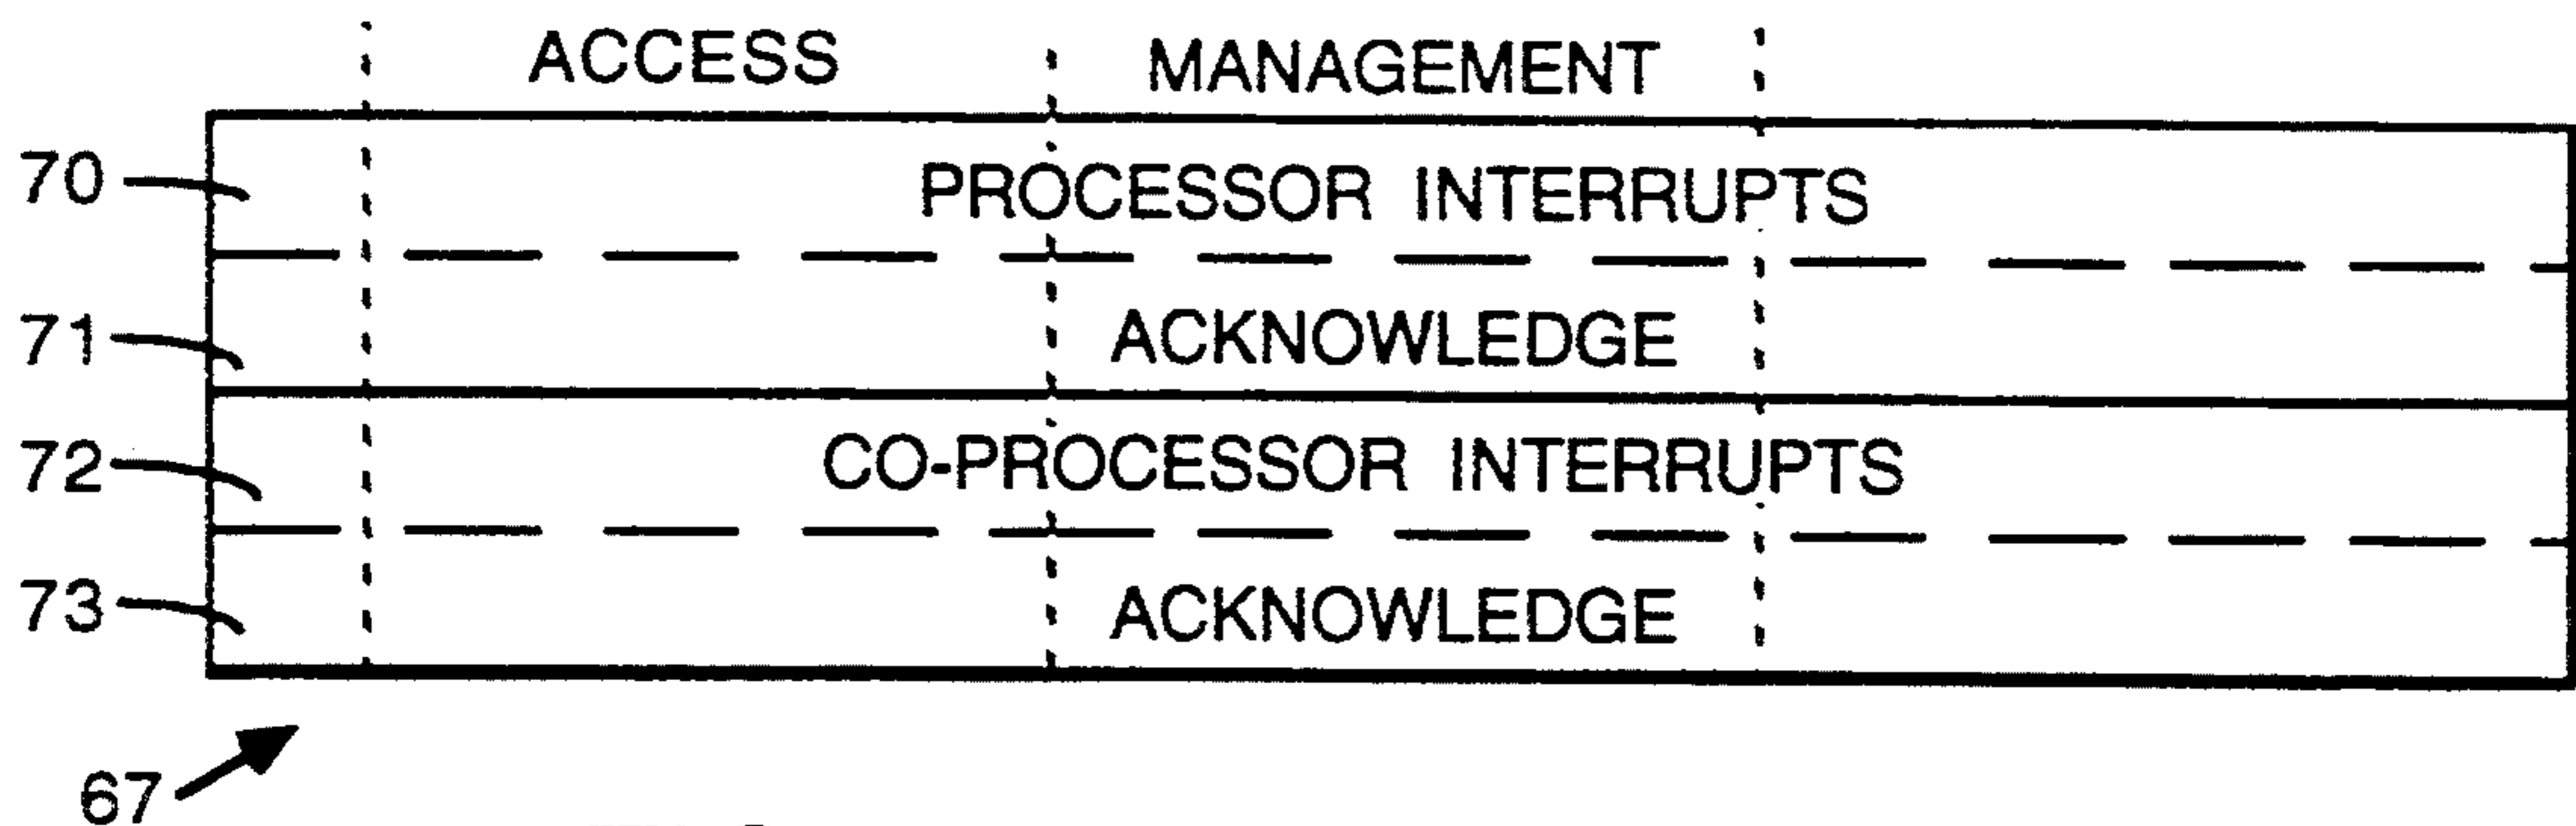 ACCESS MANAGEMENT
70 PROCESSOR INTERRUPTS
71 ACKNOWLEDGE
72 CO-PROCESSOR INTERRUPTS
73 ACKNOWLEDGE
67